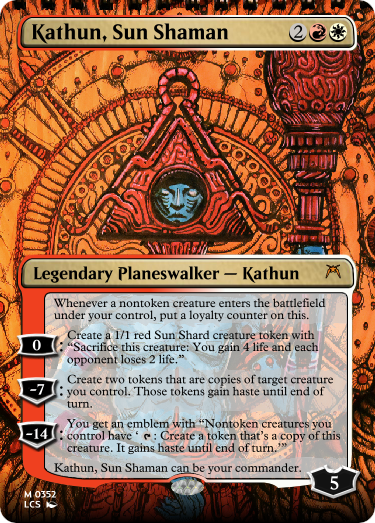 Kathun, Sun Shaman 2
Legendary Planeswalker — Kathun
Whenever a nontoken creature enters the battlefield
under your control, put a loyalty counter on this.
0 : Create a 1/1 red Sun Shard creature token with
“Sacrifice this creature: You gain 4 life and each
opponent loses 2 life.”
-7 : Create two tokens that are copies of target creature
you control. Those tokens gain haste until end of
turn.
-14 : You get an emblem with “Nontoken creatures you
control have ‘ : Create a token that’s a copy of this
creature. It gains haste until end of turn.’”
Kathun, Sun Shaman can be your commander.
5
M 0352
LCS